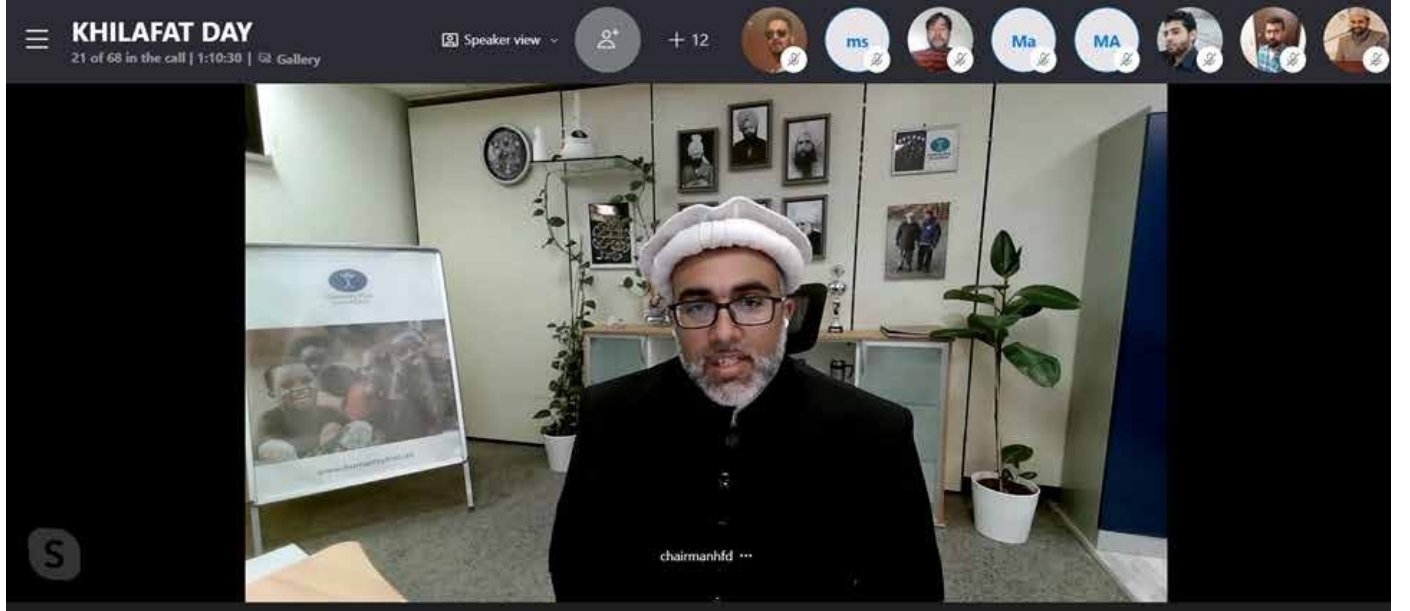 KHILAFAT DAY
21 of 68 in the call | 1:10:30 | Gallery
Speaker view
+ 12
ms
Ma
MA
S
chairmanhfd •••